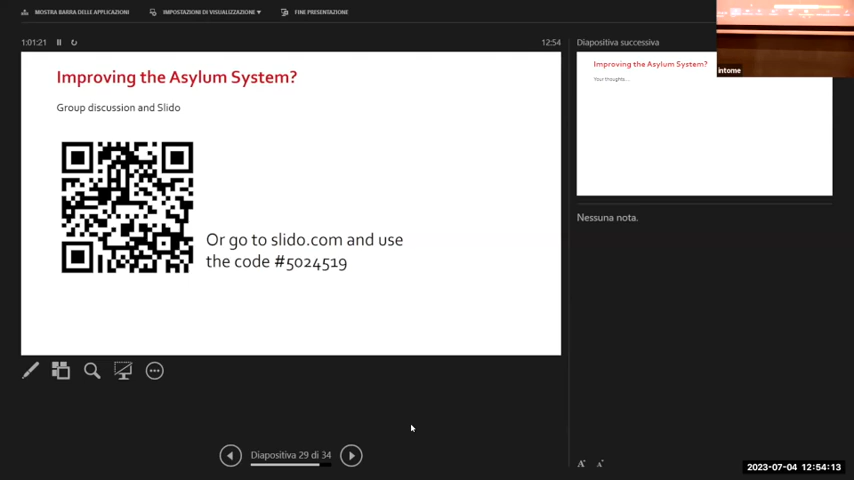 MOSTRA BARRA DELLE APPLICAZIONI
IMPOSTAZIONI DI VISUALIZZAZIONE ▼
FINE PRESENTAZIONE
1:01:21
12:54
Improving the Asylum System?
Group discussion and Slido
Or go to slido.com and use
the code #5024519
Diapositiva successiva
Improving the Asylum System?
Your thoughts…
intome
Nessuna nota.
Diapositiva 29 di 34
A A
2023-07-04 12:54:13